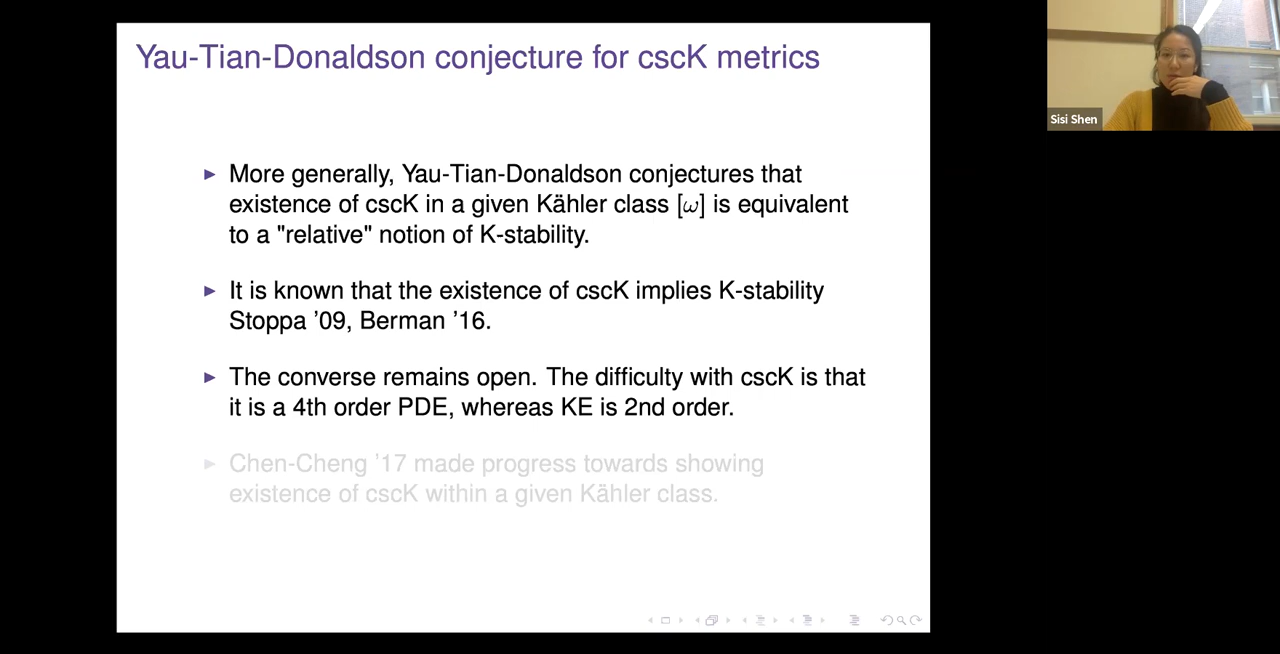 Yau-Tian-Donaldson conjecture for cscK metrics
More generally, Yau-Tian-Donaldson conjectures that
existence of cscK in a given Kähler class [ω] is equivalent
to a "relative" notion of K-stability.
It is known that the existence of cscK implies K-stability
Stoppa '09, Berman '16.
The converse remains open. The difficulty with cscK is that
it is a 4th order PDE, whereas KE is 2nd order.
Chen-Cheng '17 made progress towards showing
existence of cscK within a given Kähler class.
Sisi Shen